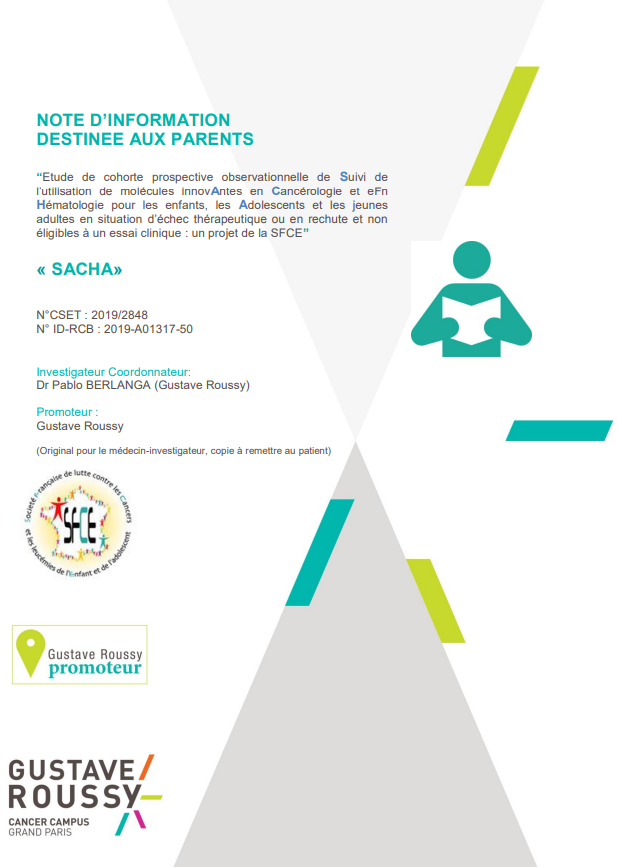 NOTE D’INFORMATION
DESTINEE AUX PARENTS
“Etude de cohorte prospective observationnelle de Suivi de
l’utilisation de molécules innovAntes en Cancérologie et eFn
Hématologie pour les enfants, les Adolescents et les jeunes
adultes en situation d’échec thérapeutique ou en rechute et non
éligibles à un essai clinique : un projet de la SFCE”
« SACHA»
N°CSET : 2019/2848
N° ID-RCB : 2019-A01317-50
Investigateur Coordonnateur:
Dr Pablo BERLANGA (Gustave Roussy)
Promoteur :
Gustave Roussy
(Original pour le médecin-investigateur, copie à remettre au patient)
Société Française de lutte contre les Cancers
SFCE
et les leucémies de l'Enfant et de l'adolescent
Gustave Roussy
promoteur
GUSTAVE
ROUSSY
CANCER CAMPUS
GRAND PARIS